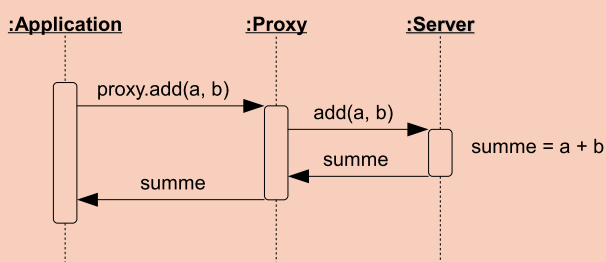 :Application
:Proxy
:Server
proxy.add(a, b)
add(a, b)
summe = a + b
summe
summe